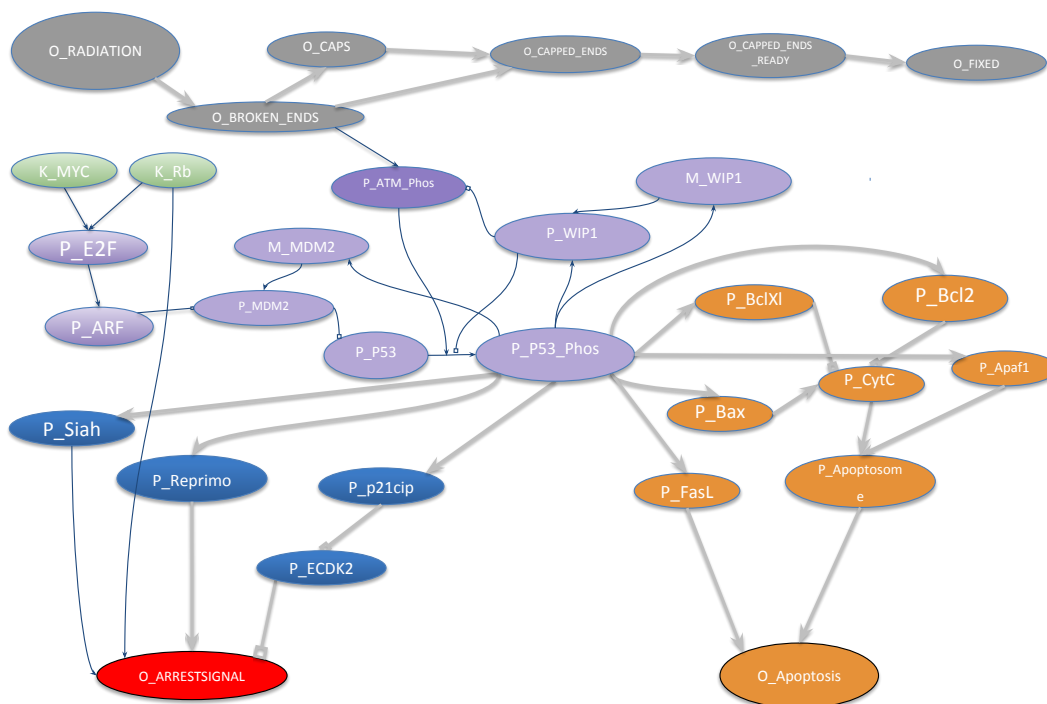 O_RADIATION
O_CAPS
O_CAPPED_ENDS
O_CAPPED_ENDS
_READY
O_FIXED
O_BROKEN_ENDS
K_MYC
K_Rb
P_ATM_Phos
M_WIP1
P_E2F
M_MDM2
P_WIP1
P_ARF
P_MDM2
P_BclXl
P_Bcl2
P_P53
P_P53_Phos
P_CytC
P_Apaf1
P_Siah
P_Bax
P_Reprimo
P_p21cip
P_FasL
P_Apoptosom
e
P_ECDK2
O_ARRESTSIGNAL
O_Apoptosis